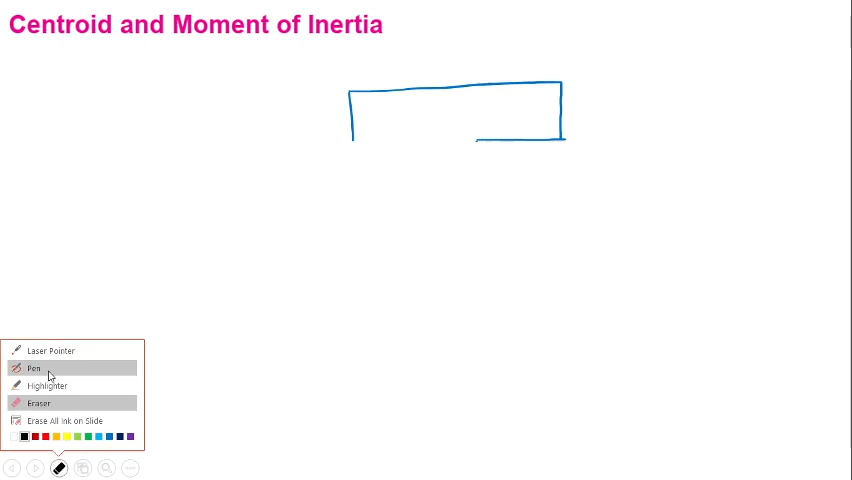 Centroid and Moment of Inertia
Laser Pointer
Pen
Highlighter
Eraser
Erase All Ink on Slide